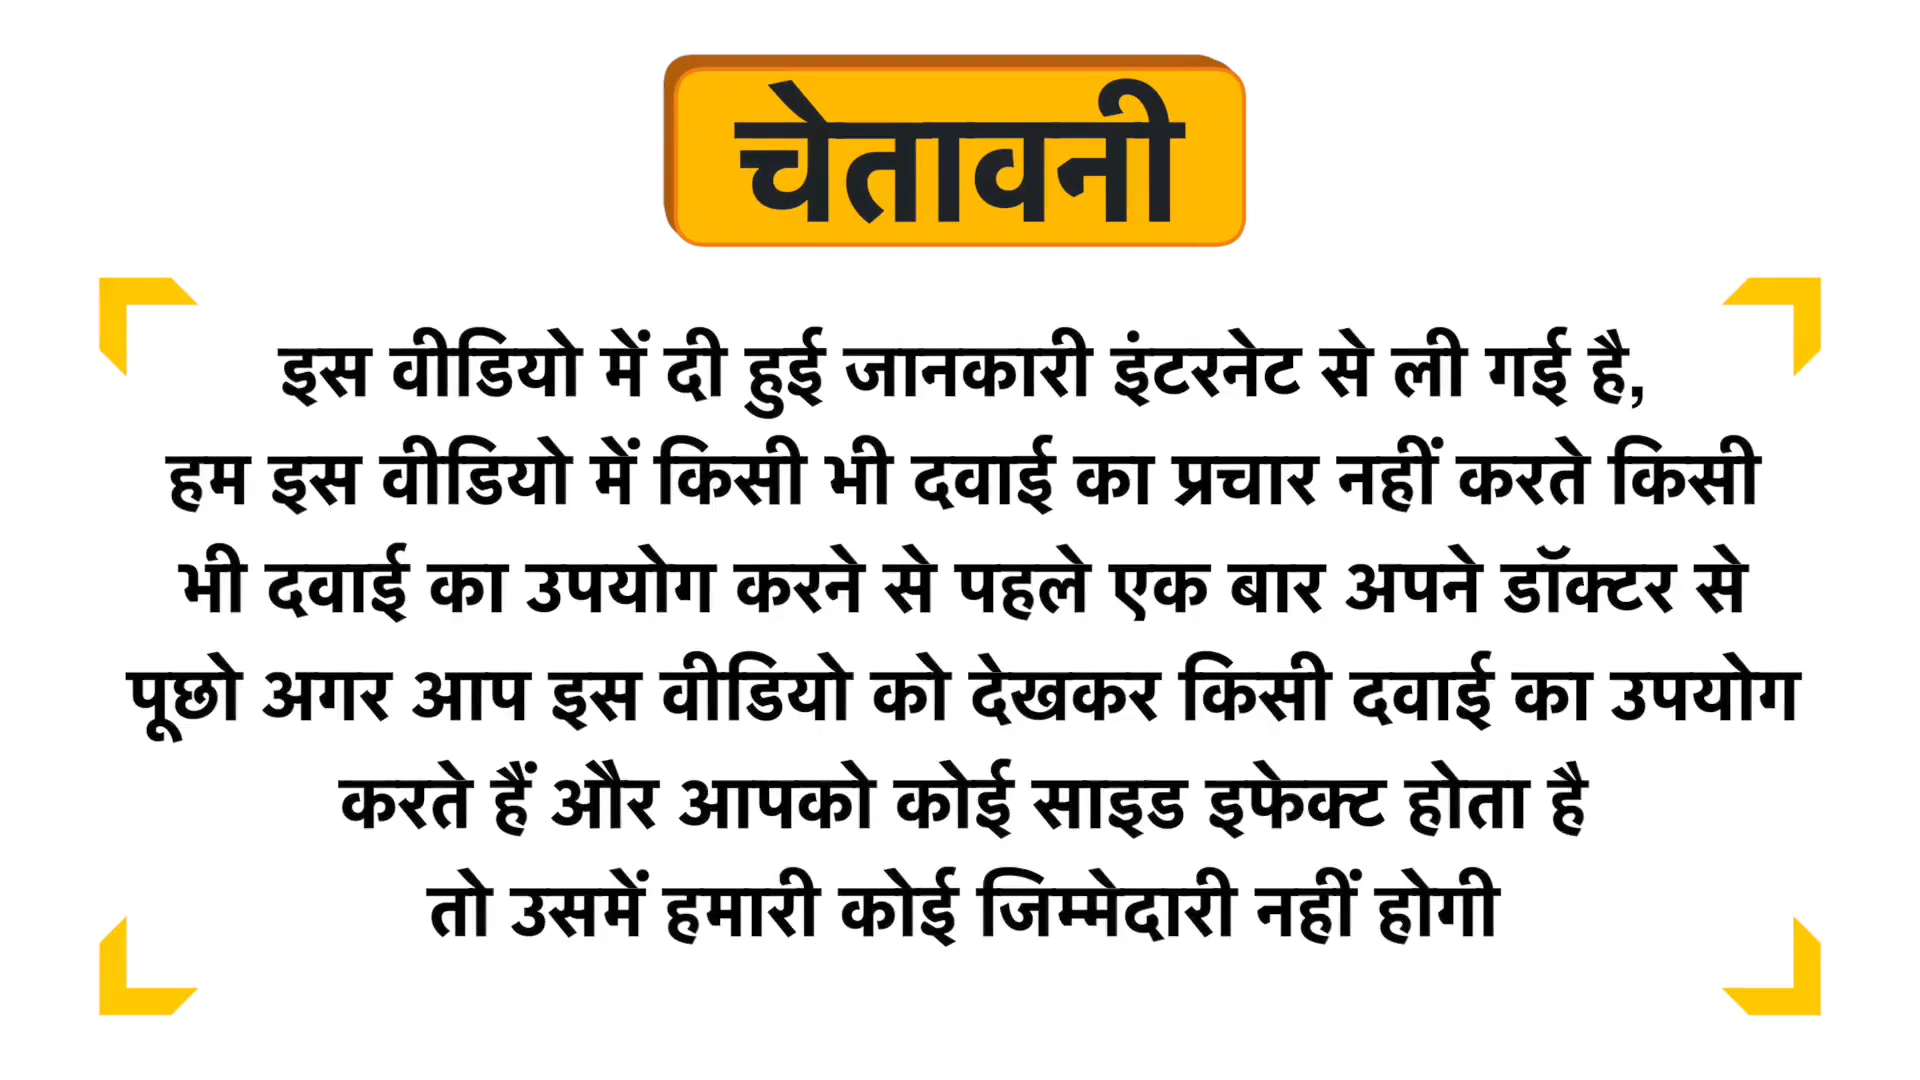 चेतावनी
इस वीडियो में दी हुई जानकारी इंटरनेट से ली गई है,
हम इस वीडियो में किसी भी दवाई का प्रचार नहीं करते किसी
भी दवाई का उपयोग करने से पहले एक बार अपने डॉक्टर से
पूछो अगर आप इस वीडियो को देखकर किसी दवाई का उपयोग
करते हैं और आपको कोई साइड इफेक्ट होता है
तो उसमें हमारी कोई जिम्मेदारी नहीं होगी